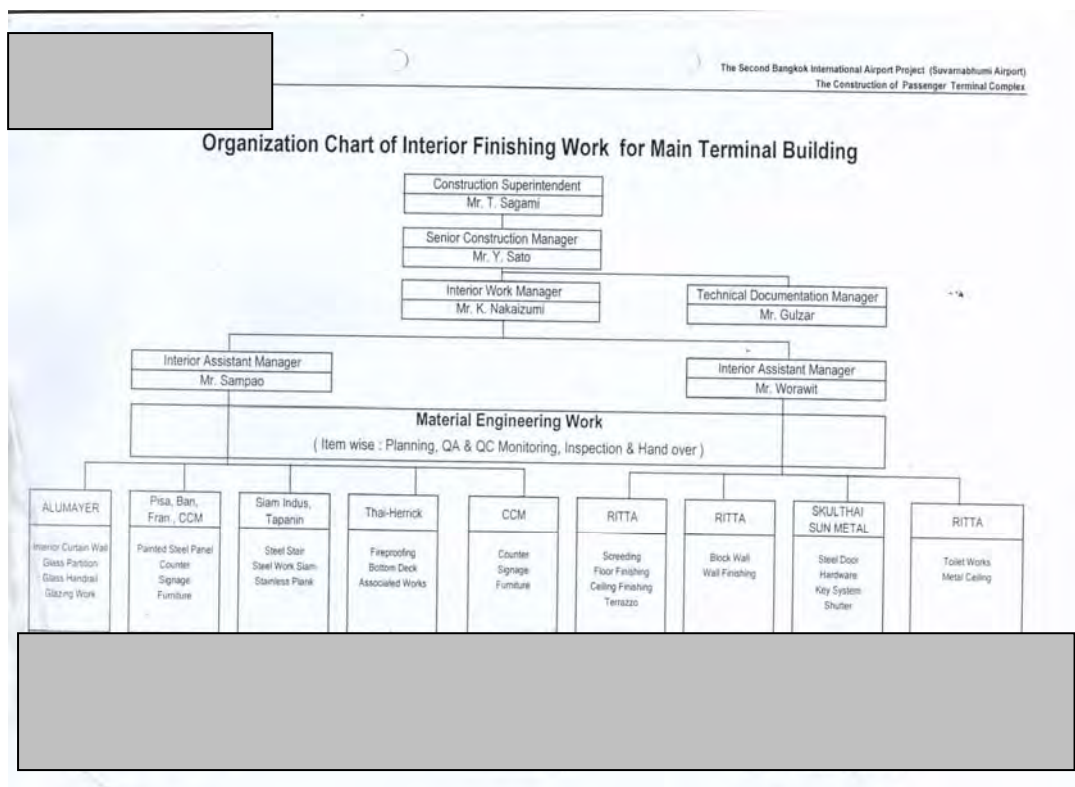 The Second Bangkok International Airport Project (Suvarnabhumi Airport)
The Construction of Passenger Terminal Complex
Organization Chart of Interior Finishing Work for Main Terminal Building
Construction Superintendent
Mr. T. Sagami
Senior Construction Manager
Mr. Y. Sato
Interior Work Manager
Mr. K. Nakaizumi
Technical Documentation Manager
Mr. Gulzar
Interior Assistant Manager
Mr. Sampao
Interior Assistant Manager
Mr. Worawit
Material Engineering Work
( Item wise : Planning, QA & QC Monitoring, Inspection & Hand over )
ALUMAYER
Interior Curtain Wall
Glass Partition
Glass Handrail
Glazing Work
Pisa, Ban,
Fran., CCM
Painted Steel Panel
Counter
Signage
Furniture
Siam Indus,
Tapanin
Steel Stair
Steel Work Siam
Stainless Plank
Thai-Herrick
Fireproofing
Bottom Deck
Associated Works
CCM
Counter
Signage
Furniture
RITTA
Screeding
Floor Finishing
Ceiling Finishing
Terrazzo
RITTA
Block Wall
Wall Finishing
SKULTHAI
SUN METAL
Steel Door
Hardware
Key System
Shutter
RITTA
Toilet Works
Metal Ceiling